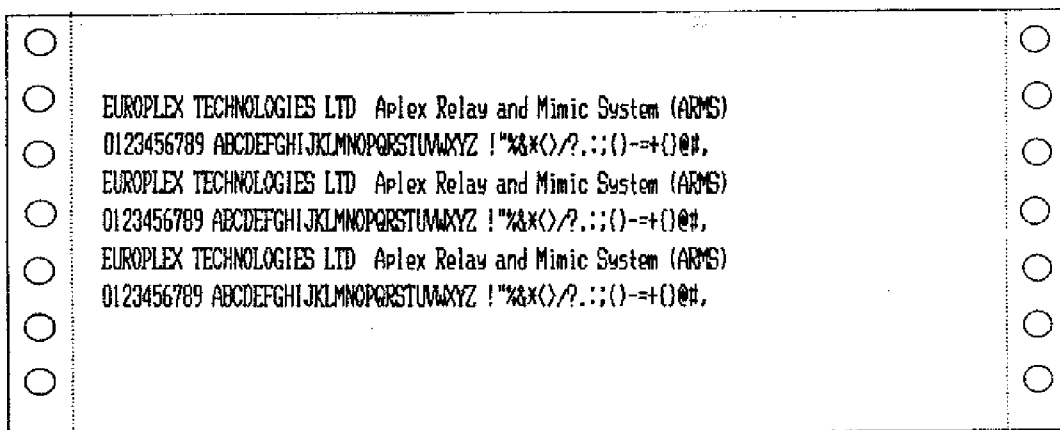 EUROPLEX TECHNOLOGIES LTD  Aplex Relay and Mimic System (ARMS)
0123456789 ABCDEFGHIJKLMNOPQRSTUVWXYZ !"%&*<>/?.:;()-=+{}@#,
EUROPLEX TECHNOLOGIES LTD  Aplex Relay and Mimic System (ARMS)
0123456789 ABCDEFGHIJKLMNOPQRSTUVWXYZ !"%&*<>/?.:;()-=+{}@#,
EUROPLEX TECHNOLOGIES LTD  Aplex Relay and Mimic System (ARMS)
0123456789 ABCDEFGHIJKLMNOPQRSTUVWXYZ !"%&*<>/?.:;()-=+{}@#,